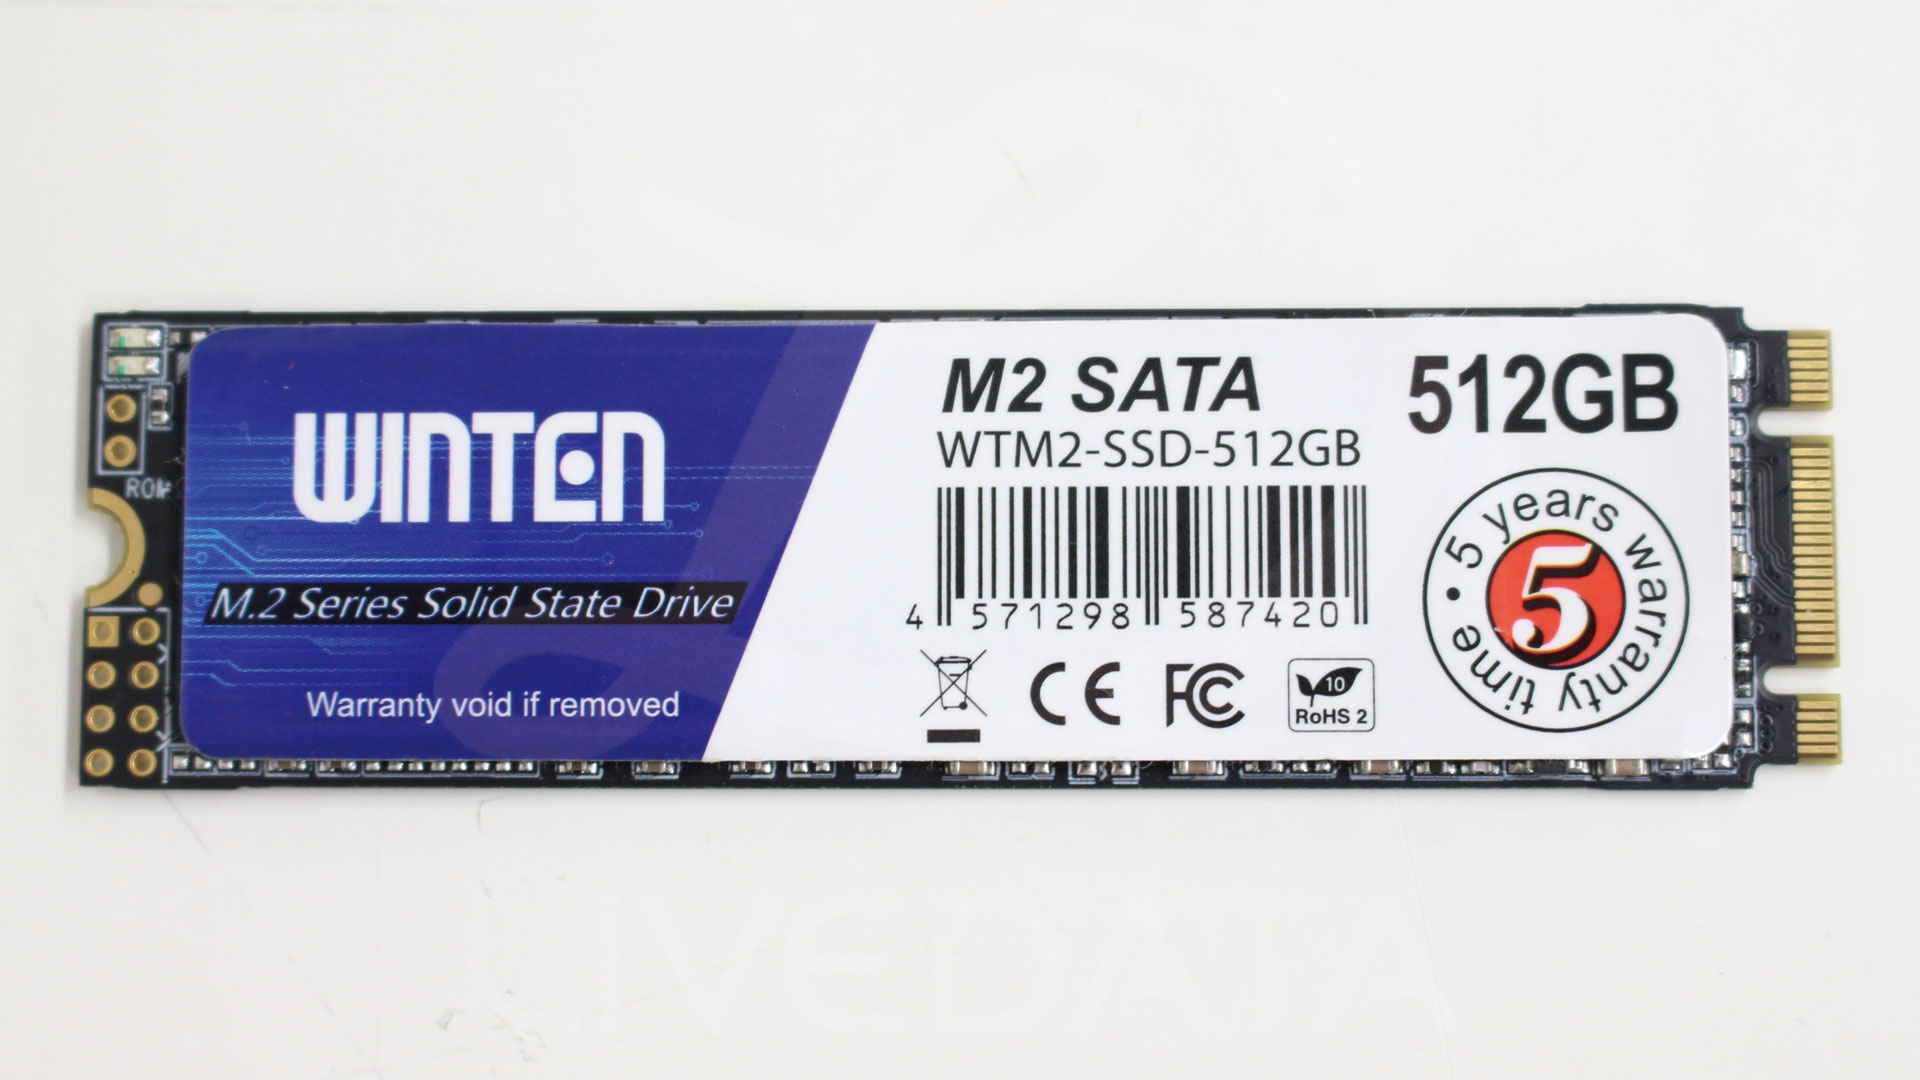 WINTEN
M.2 Series Solid State Drive
Warranty void if removed
M2 SATA
512GB
WTM2-SSD-512GB
4 571298 587420
CE FC
10
RoHS 2
• 5 years warranty time
5
LIVEDATA